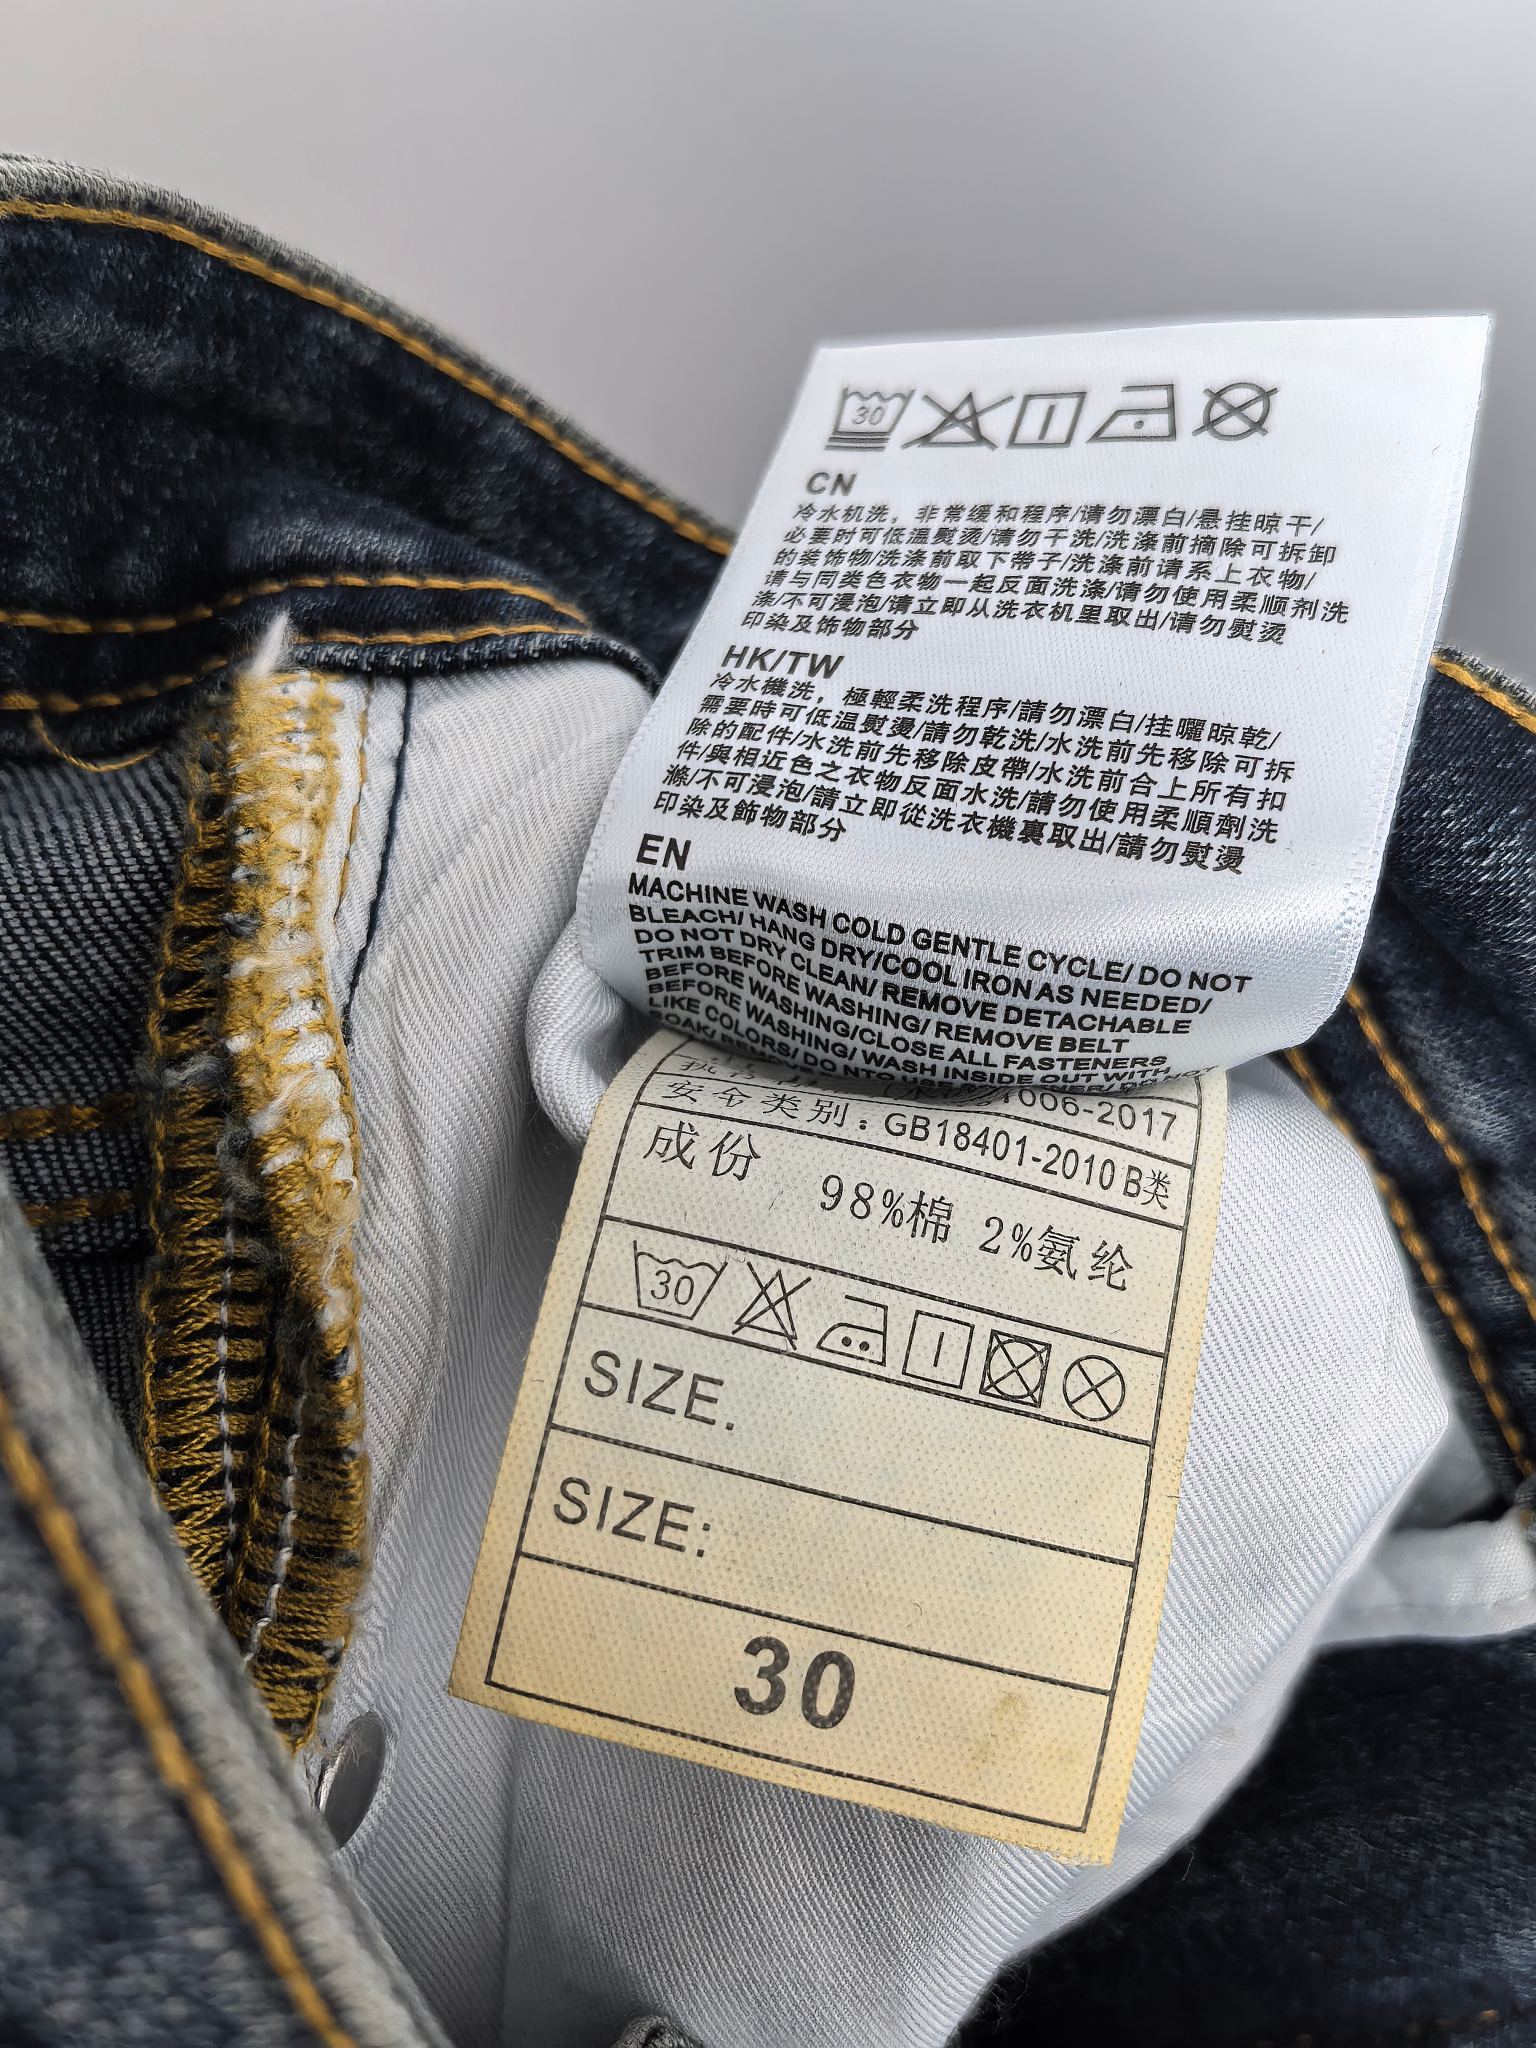 30
CN
冷水机洗，非常缓和程序/请勿漂白/悬挂晾干/
必要时可低温熨烫/请勿干洗/洗涤前摘除可拆卸
的装饰物/洗涤前取下带子/洗涤前请系上衣物/
请与同类色衣物一起反面洗涤/请勿使用柔顺剂洗
涤/不可浸泡/请立即从洗衣机里取出/请勿熨烫
印染及饰物部分
HK/TW
冷水機洗，極輕柔洗程序/請勿漂白/挂曬晾乾/
需要時可低温熨燙/請勿乾洗/水洗前先移除可拆
除的配件/水洗前先移除皮帶/水洗前合上所有扣
件/與相近色之衣物反面水洗/請勿使用柔順劑洗
滌/不可浸泡/請立即從洗衣機裏取出/請勿熨燙
印染及飾物部分
EN
MACHINE WASH COLD GENTLE CYCLE/ DO NOT
BLEACH/ HANG DRY/COOL IRON AS NEEDED/
DO NOT DRY CLEAN/ REMOVE DETACHABLE
TRIM BEFORE WASHING/ REMOVE BELT
BEFORE WASHING/CLOSE ALL FASTENERS
BEFORE WASHING/ WASH INSIDE OUT WITH
LIKE COLORS/ DO NTO USE
SOAK/
1006-2017
安令类别：GB18401-2010 B类
成份 98%棉 2%氨纶
30
SIZE.
SIZE:
30